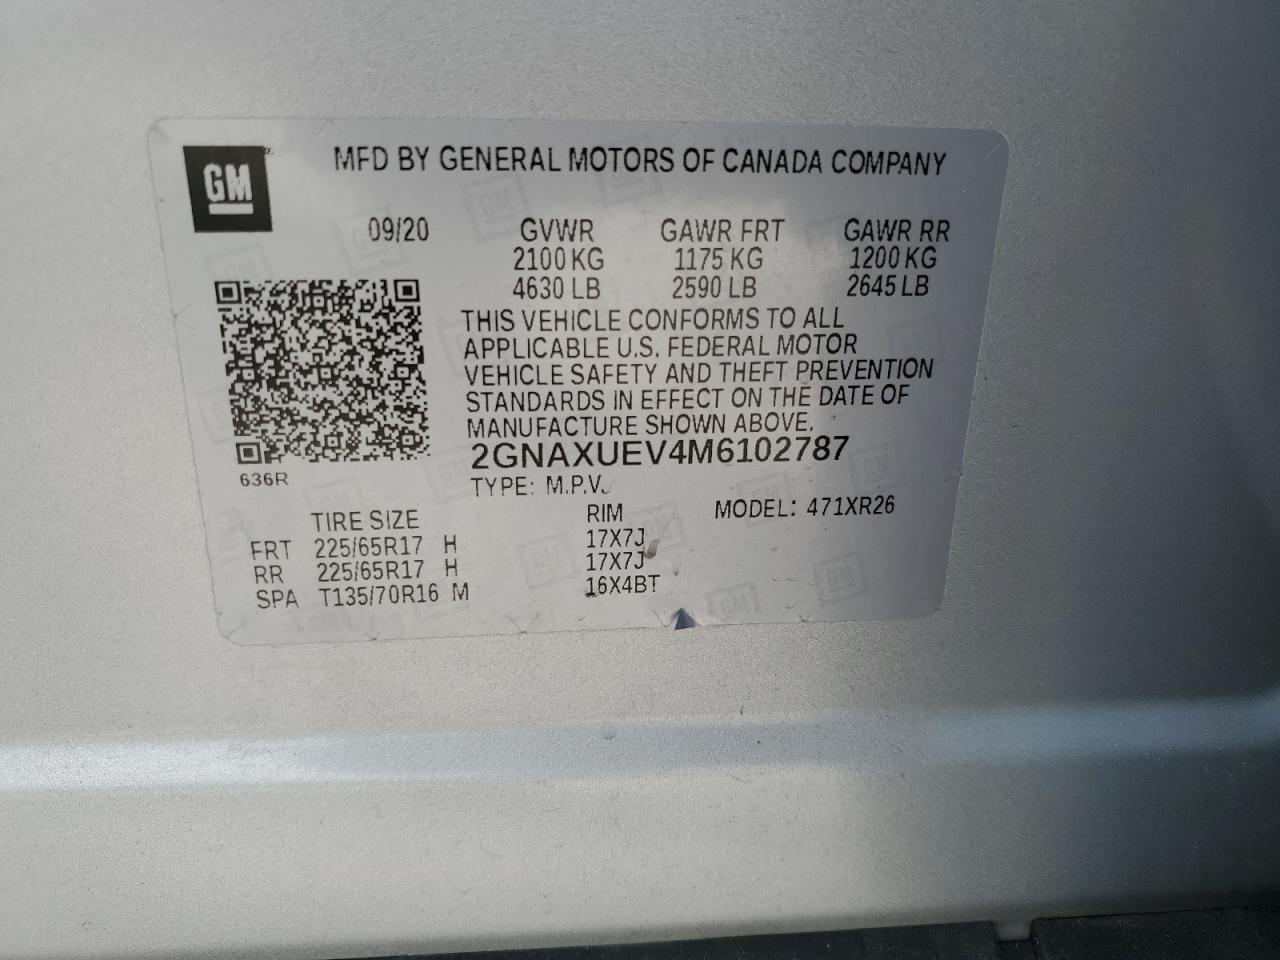 GM
MFD BY GENERAL MOTORS OF CANADA COMPANY
09/20 GVWR GAWR FRT GAWR RR
2100 KG 1175 KG 1200 KG
4630 LB 2590 LB 2645 LB
THIS VEHICLE CONFORMS TO ALL
APPLICABLE U.S. FEDERAL MOTOR
VEHICLE SAFETY AND THEFT PREVENTION
STANDARDS IN EFFECT ON THE DATE OF
MANUFACTURE SHOWN ABOVE.
2GNAXUEV4M6102787
636R
TYPE: M.P.V.
MODEL: 471XR26
TIRE SIZE RIM
FRT 225/65R17 H 17X7J
RR 225/65R17 H 17X7J
SPA T135/70R16 M 16X4BT